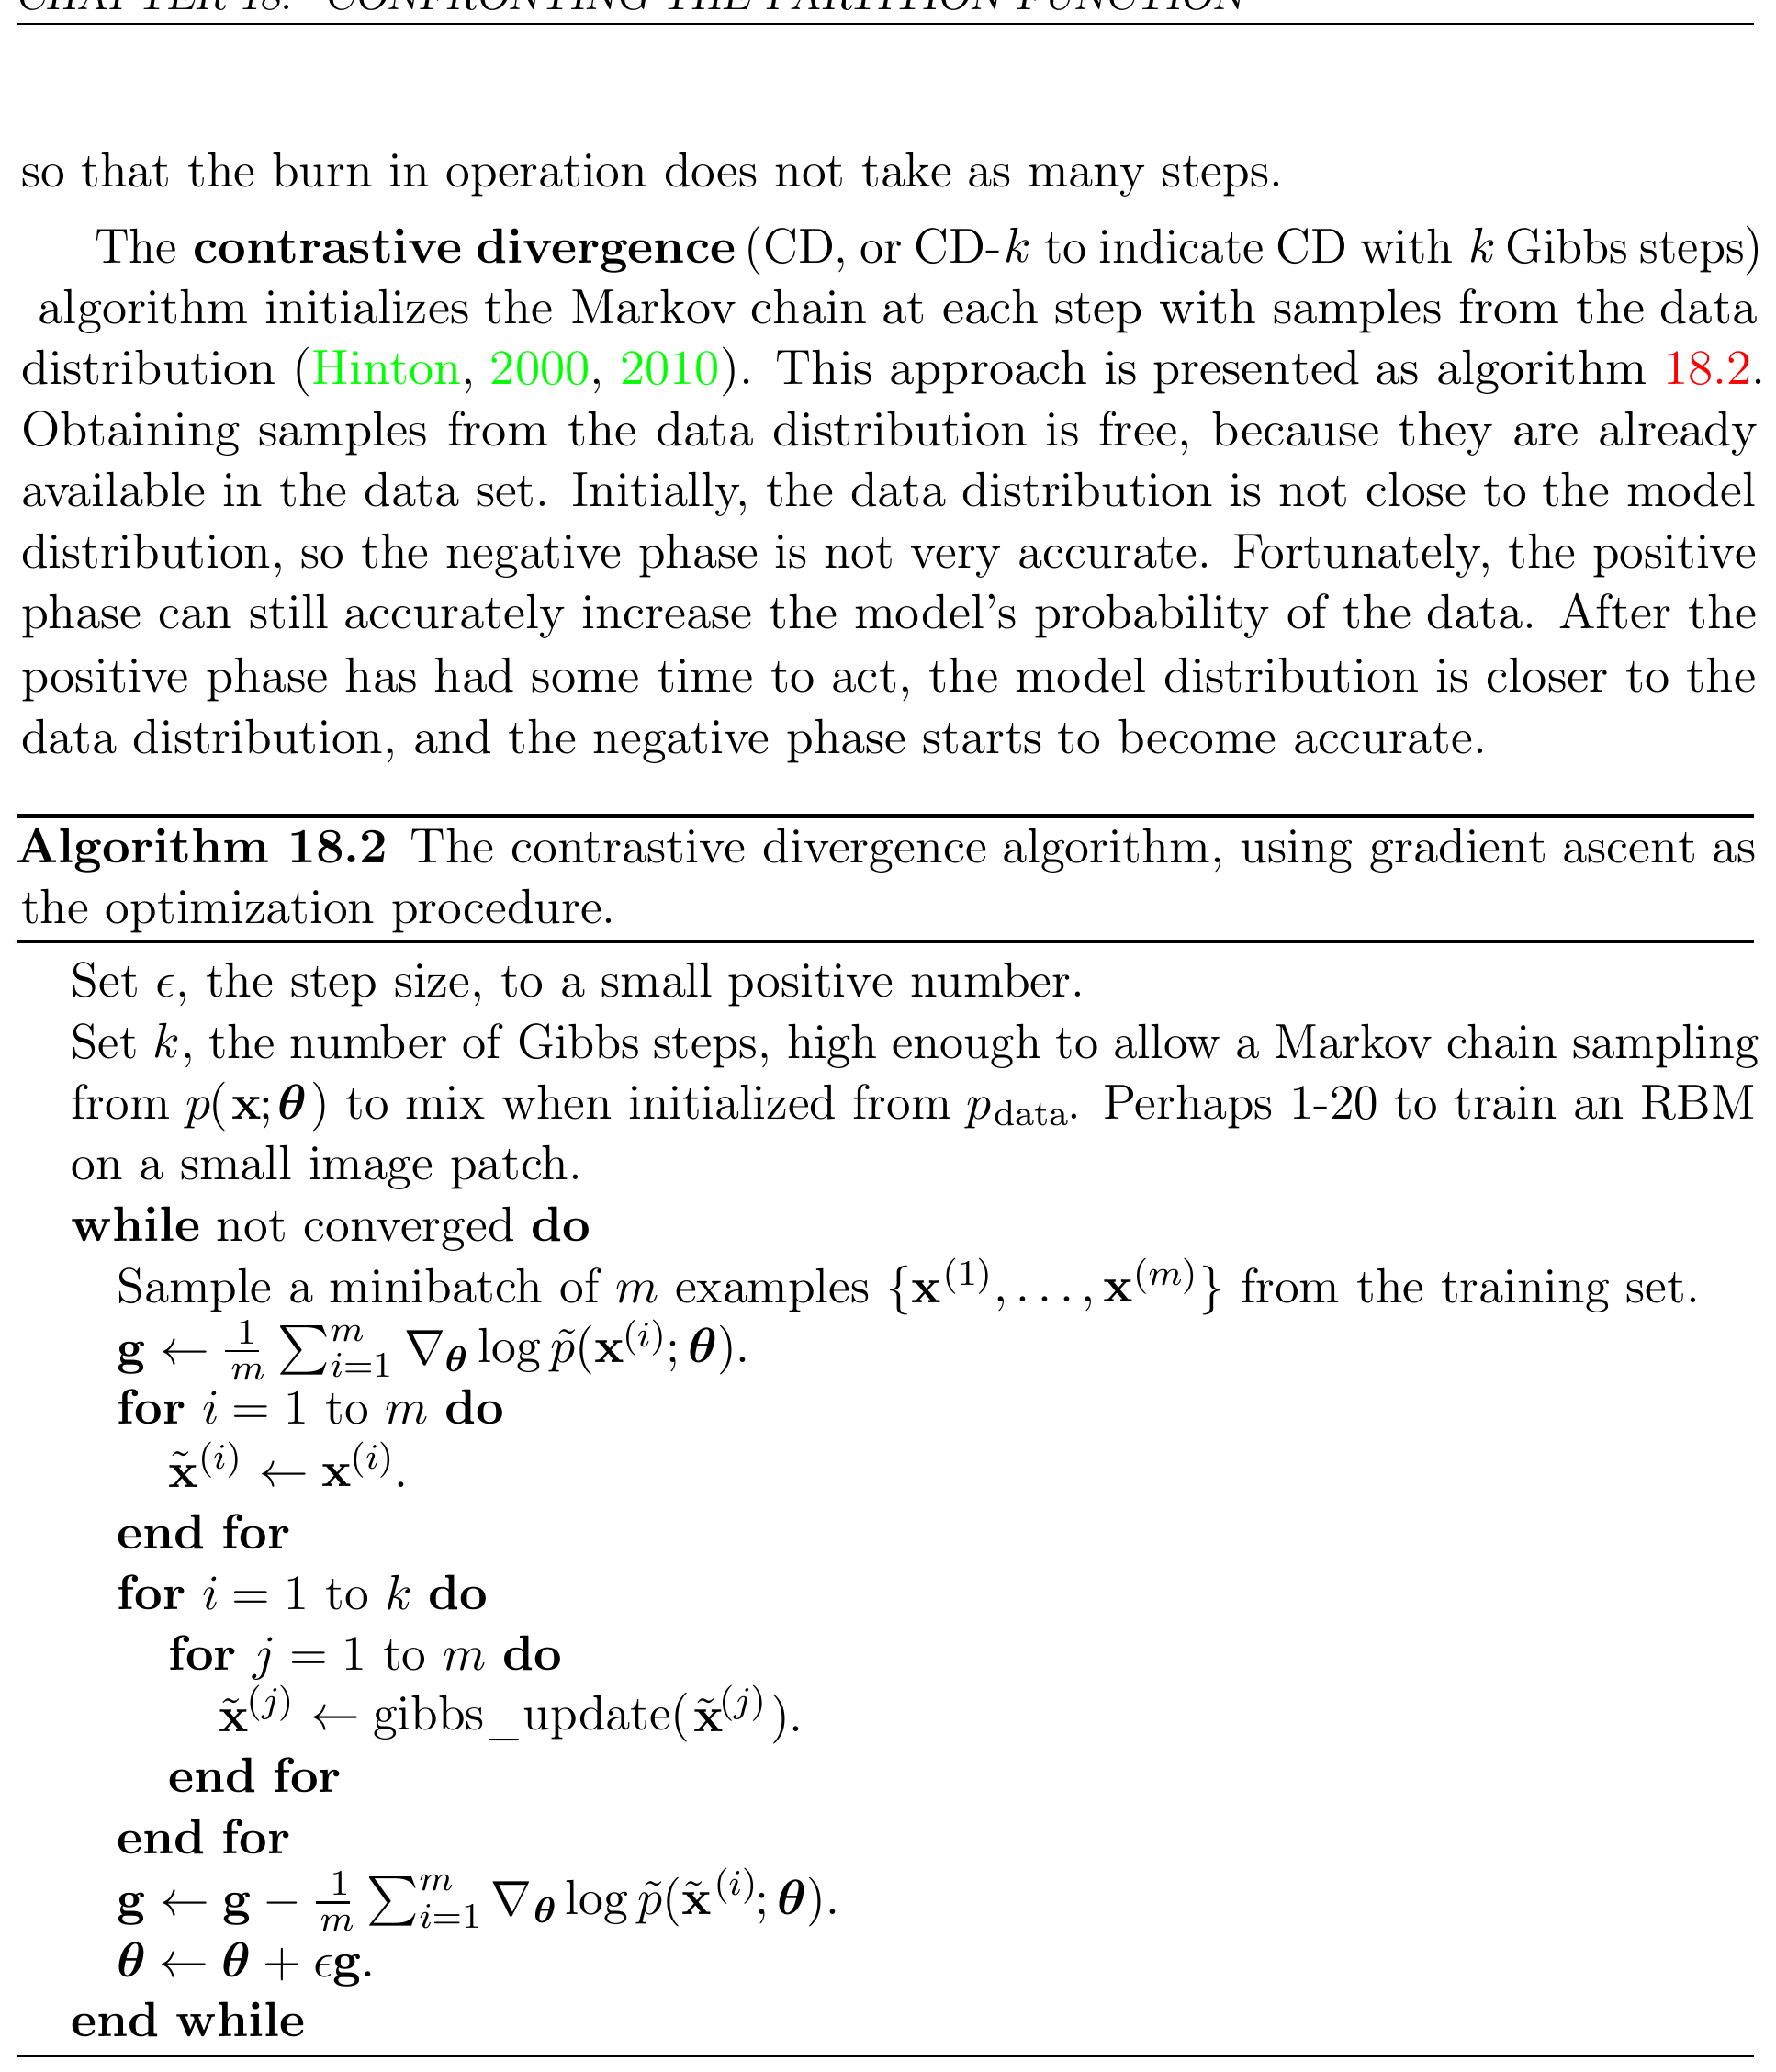 CHAPTER 18. CONFRONTING THE PARTITION FUNCTION
so that the burn in operation does not take as many steps.
The contrastive divergence (CD, or CD-k to indicate CD with k Gibbs steps)
algorithm initializes the Markov chain at each step with samples from the data
distribution (Hinton, 2000, 2010). This approach is presented as algorithm 18.2.
Obtaining samples from the data distribution is free, because they are already
available in the data set. Initially, the data distribution is not close to the model
distribution, so the negative phase is not very accurate. Fortunately, the positive
phase can still accurately increase the model's probability of the data. After the
positive phase has had some time to act, the model distribution is closer to the
data distribution, and the negative phase starts to become accurate.
Algorithm 18.2 The contrastive divergence algorithm, using gradient ascent as
the optimization procedure.
Set ϵ, the step size, to a small positive number.
Set k, the number of Gibbs steps, high enough to allow a Markov chain sampling
from p(x;θ) to mix when initialized from p_data. Perhaps 1-20 to train an RBM
on a small image patch.
while not converged do
Sample a minibatch of m examples {x^(1), . . . , x^(m)} from the training set.
g ← 1/m ∑_{i=1}^m ∇_θ log p̃(x^(i); θ).
for i = 1 to m do
x̃^(i) ← x^(i).
end for
for i = 1 to k do
for j = 1 to m do
x̃^(j) ← gibbs_update(x̃^(j)).
end for
end for
g ← g − 1/m ∑_{i=1}^m ∇_θ log p̃(x̃^(i); θ).
θ ← θ + ϵg.
end while